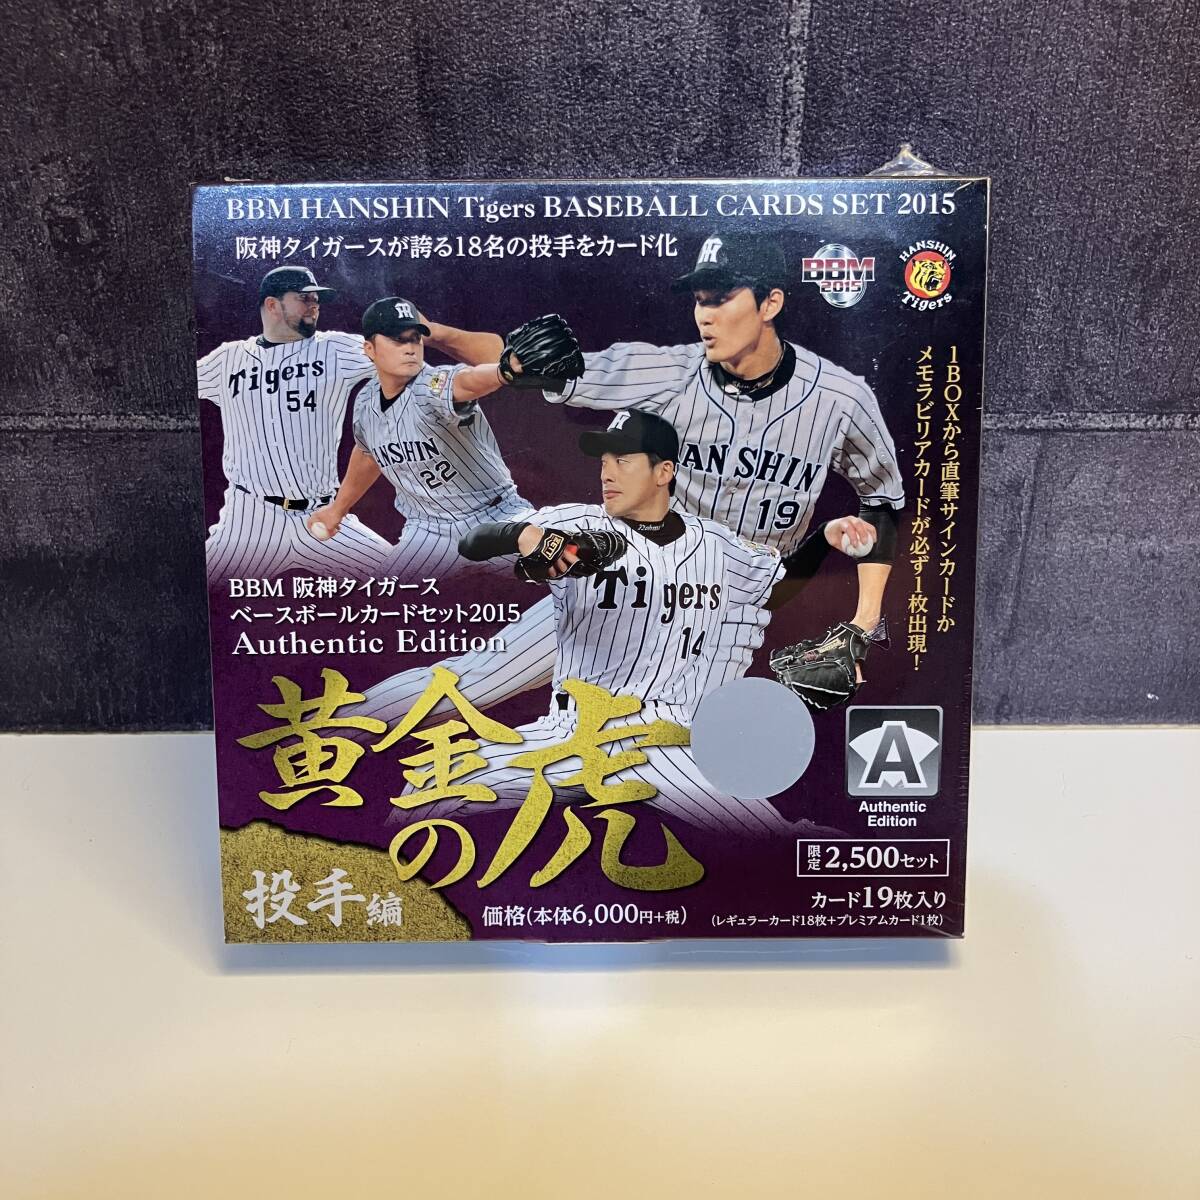 BBM HANSHIN Tigers BASEBALL CARDS SET 2015
阪神タイガースが誇る18名の投手をカード化
BBM
2015
HANSHIN
Tigers
1BOXから直筆サインカードか
メモラビリアカードが必ず1枚出現!
Tigers
54
HANSHIN
22
HANSHIN
19
Tigers
14
BBM 阪神タイガース
ベースボールカードセット2015
Authentic Edition
黄金の虎
投手編
A
Authentic
Edition
限定2,500セット
カード19枚入り
(レギュラーカード18枚+プレミアムカード1枚)
価格(本体6,000円+税)